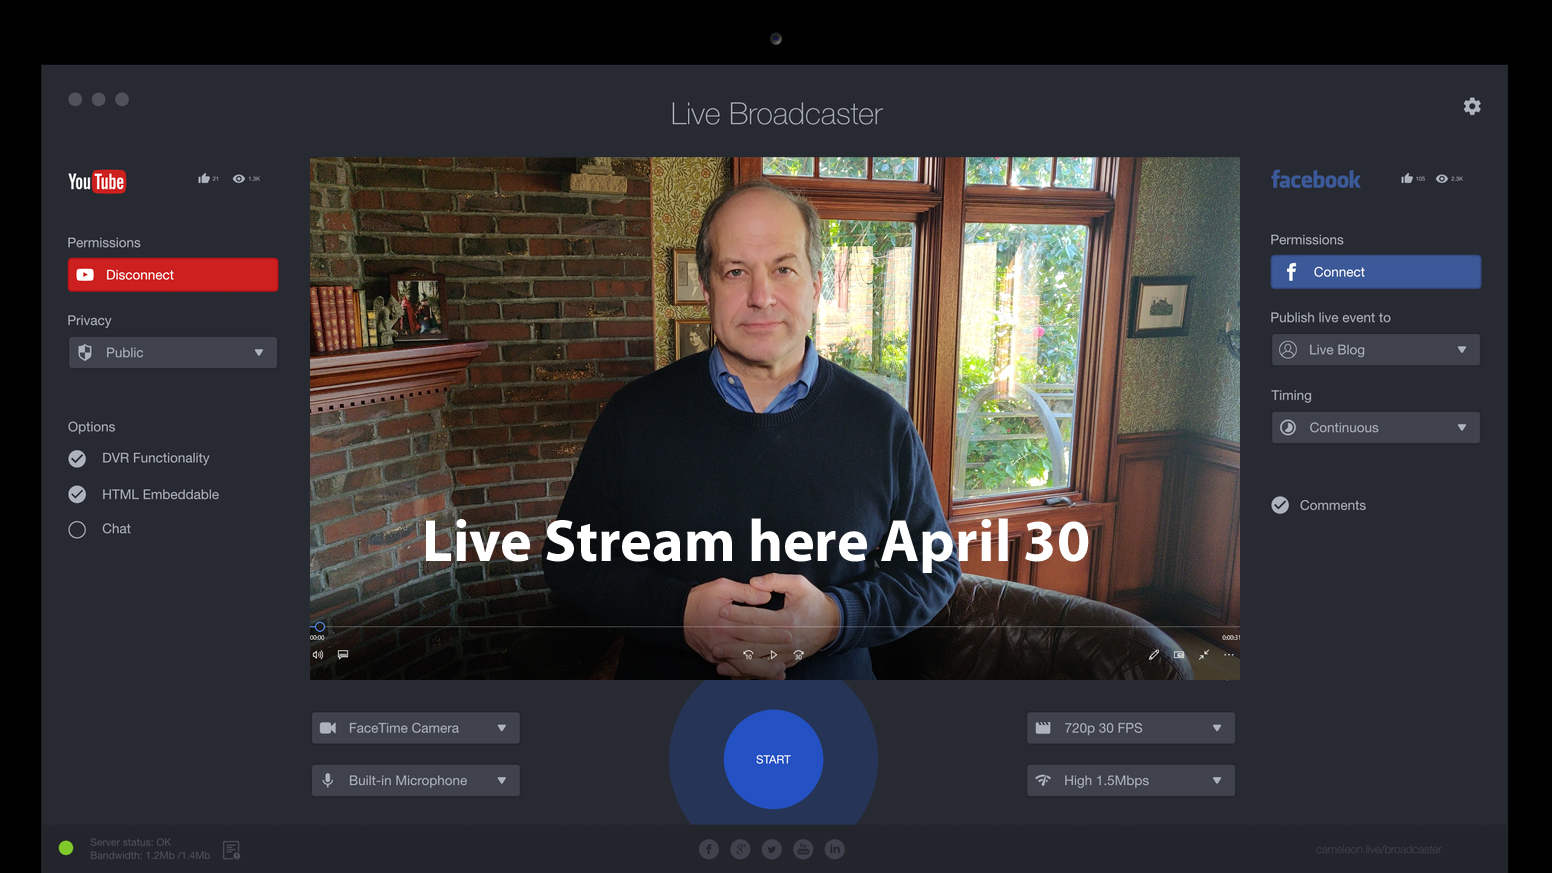 Live Broadcaster
YouTube
21
1.3K
Permissions
Disconnect
Privacy
Public
Options
DVR Functionality
HTML Embeddable
Chat
Live Stream here April 30
00:00
0:00:31
10
30
facebook
105
2.3K
Permissions
Connect
Publish live event to
Live Blog
Timing
Continuous
Comments
FaceTime Camera
Built-in Microphone
START
720p 30 FPS
High 1.5Mbps
Server status: OK
Bandwidth: 1.2Mb /1.4Mb
cameleon.live/broadcaster